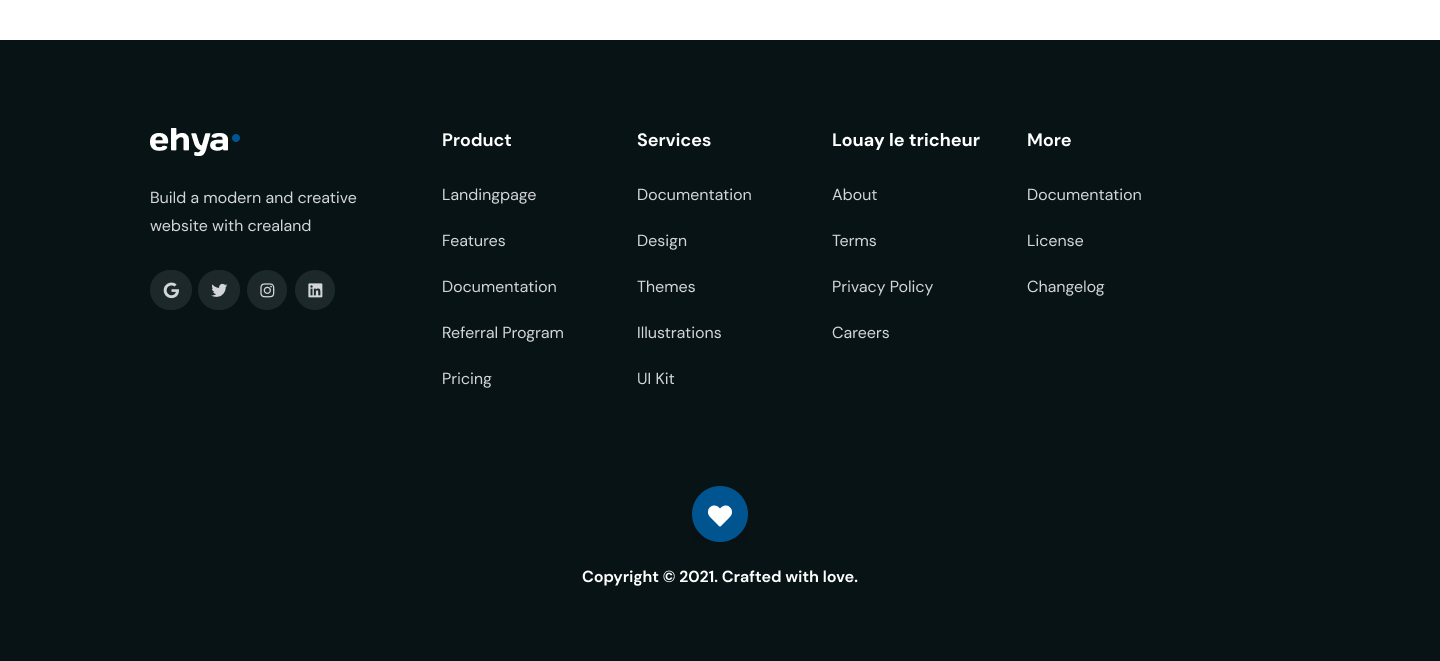 ehya
Build a modern and creative
website with crealand
Product
Landingpage
Features
Documentation
Referral Program
Pricing
Services
Documentation
Design
Themes
Illustrations
UI Kit
Louay le tricheur
About
Terms
Privacy Policy
Careers
More
Documentation
License
Changelog
Copyright © 2021. Crafted with love.